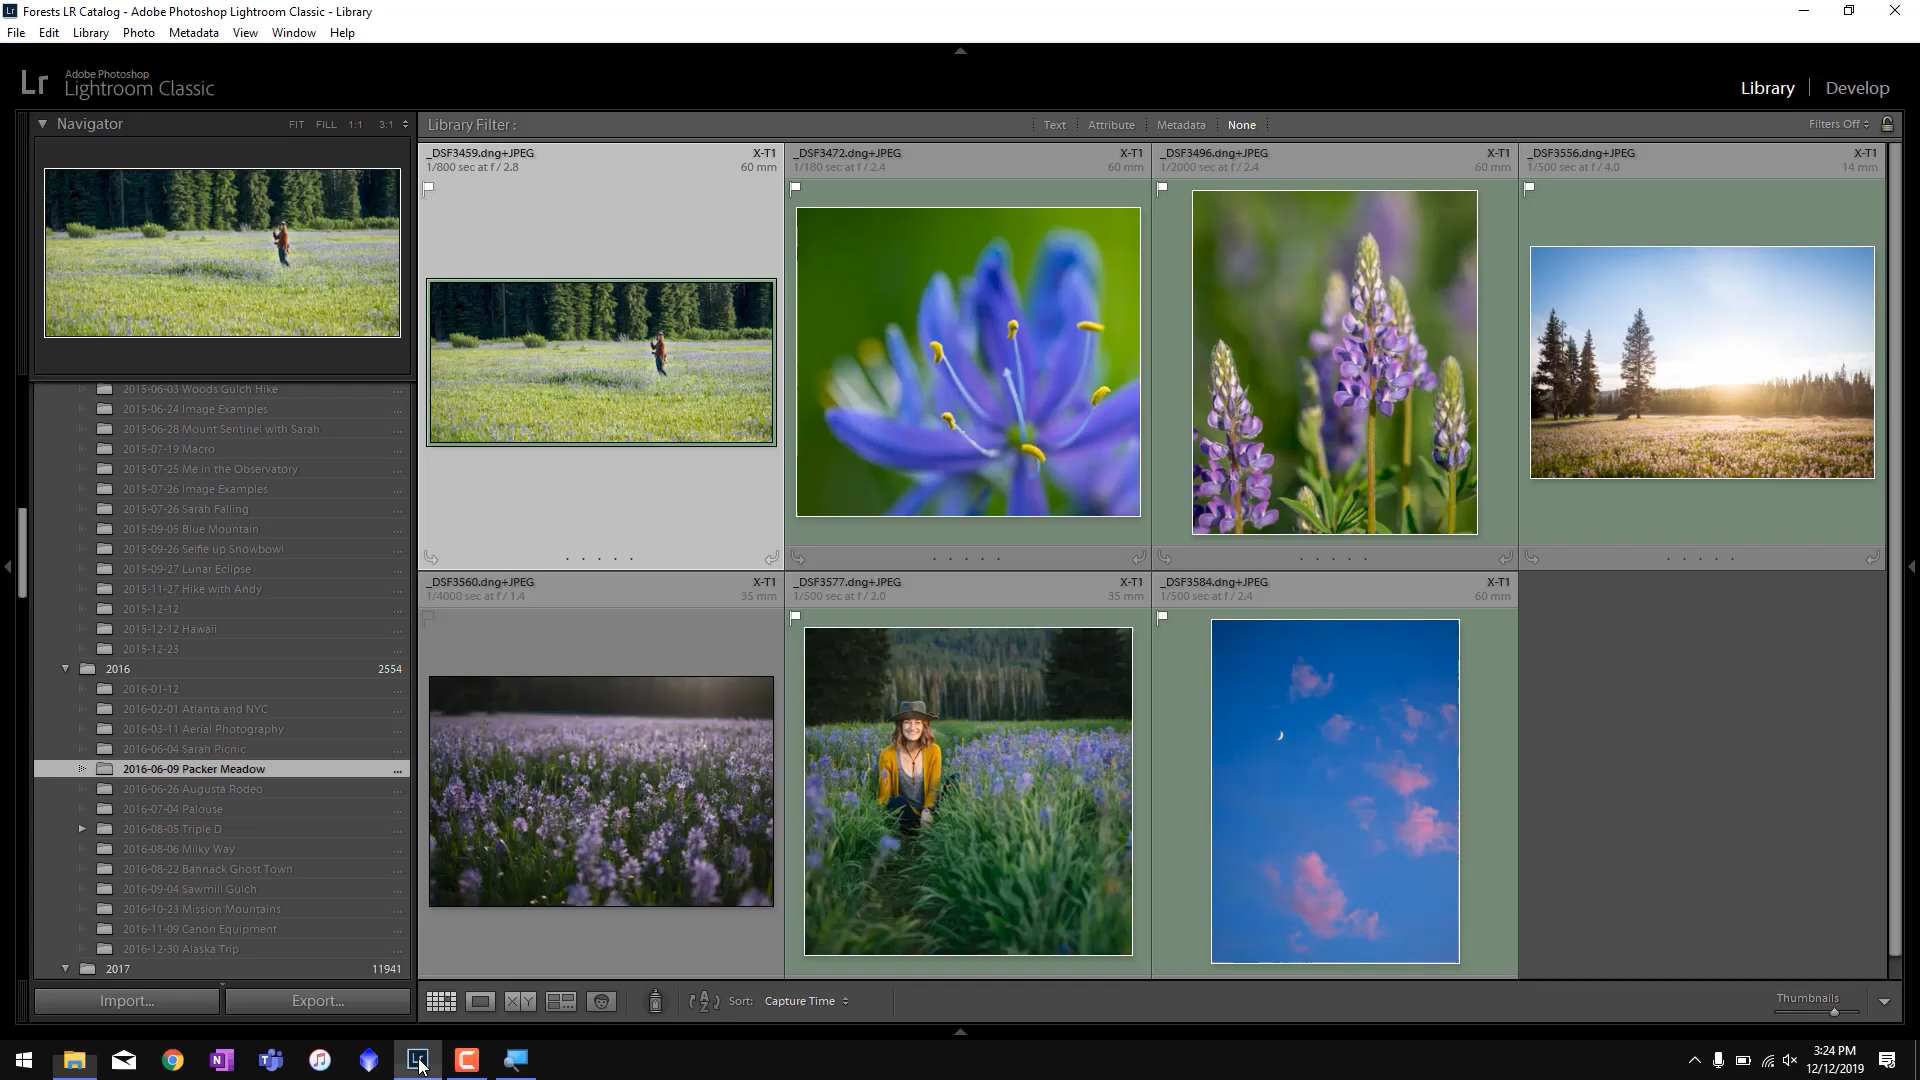 Forests LR Catalog - Adobe Photoshop Lightroom Classic - Library
File Edit Library Photo Metadata View Window Help
Lr Adobe Photoshop
Lightroom Classic
Library | Develop
Navigator FIT FILL 1:1 3:1
Library Filter : Text Attribute Metadata None Filters Off
_DSF3459.dng+JPEG X-T1
1/800 sec at f / 2.8 60 mm
_DSF3472.dng+JPEG X-T1
1/180 sec at f / 2.4 60 mm
_DSF3496.dng+JPEG X-T1
1/2000 sec at f / 2.4 60 mm
_DSF3556.dng+JPEG X-T1
1/500 sec at f / 4.0 14 mm
_DSF3560.dng+JPEG X-T1
1/4000 sec at f / 1.4 35 mm
_DSF3577.dng+JPEG X-T1
1/500 sec at f / 2.0 35 mm
_DSF3584.dng+JPEG X-T1
1/500 sec at f / 2.4 60 mm
2015-06-03 Woods Gulch Hike ...
2015-06-24 Image Examples ...
2015-06-28 Mount Sentinel with Sarah ...
2015-07-19 Macro ...
2015-07-25 Me in the Observatory ...
2015-07-26 Image Examples ...
2015-07-26 Sarah Falling ...
2015-09-05 Blue Mountain ...
2015-09-26 Selfie up Snowbowl ...
2015-09-27 Lunar Eclipse ...
2015-11-27 Hike with Andy ...
2015-12-12 ...
2015-12-12 Hawaii ...
2015-12-23 ...
2016 2554
2016-01-12 ...
2016-02-01 Atlanta and NYC ...
2016-03-11 Aerial Photography ...
2016-06-04 Sarah Picnic ...
2016-06-09 Packer Meadow ...
2016-06-26 Augusta Rodeo ...
2016-07-04 Palouse ...
2016-08-05 Triple D ...
2016-08-06 Milky Way ...
2016-08-22 Bannack Ghost Town ...
2016-09-04 Sawmill Gulch ...
2016-10-23 Mission Mountains ...
2016-11-09 Canon Equipment ...
2016-12-30 Alaska Trip ...
2017 11941
Import... Export...
X Y A Z Sort: Capture Time Thumbnails
3:24 PM
12/12/2019